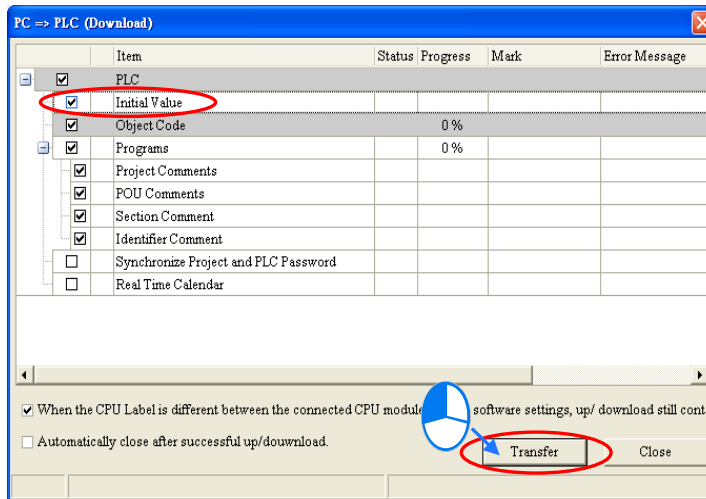 PC => PLC (Download)
Item Status Progress Mark Error Message
PLC
Initial Value
Object Code 0 %
Programs 0 %
Project Comments
POU Comments
Section Comment
Identifier Comment
Synchronize Project and PLC Password
Real Time Calendar
When the CPU Label is different between the connected CPU module software settings, up/ download still cont
Automatically close after successful up/douwnload.
Transfer Close